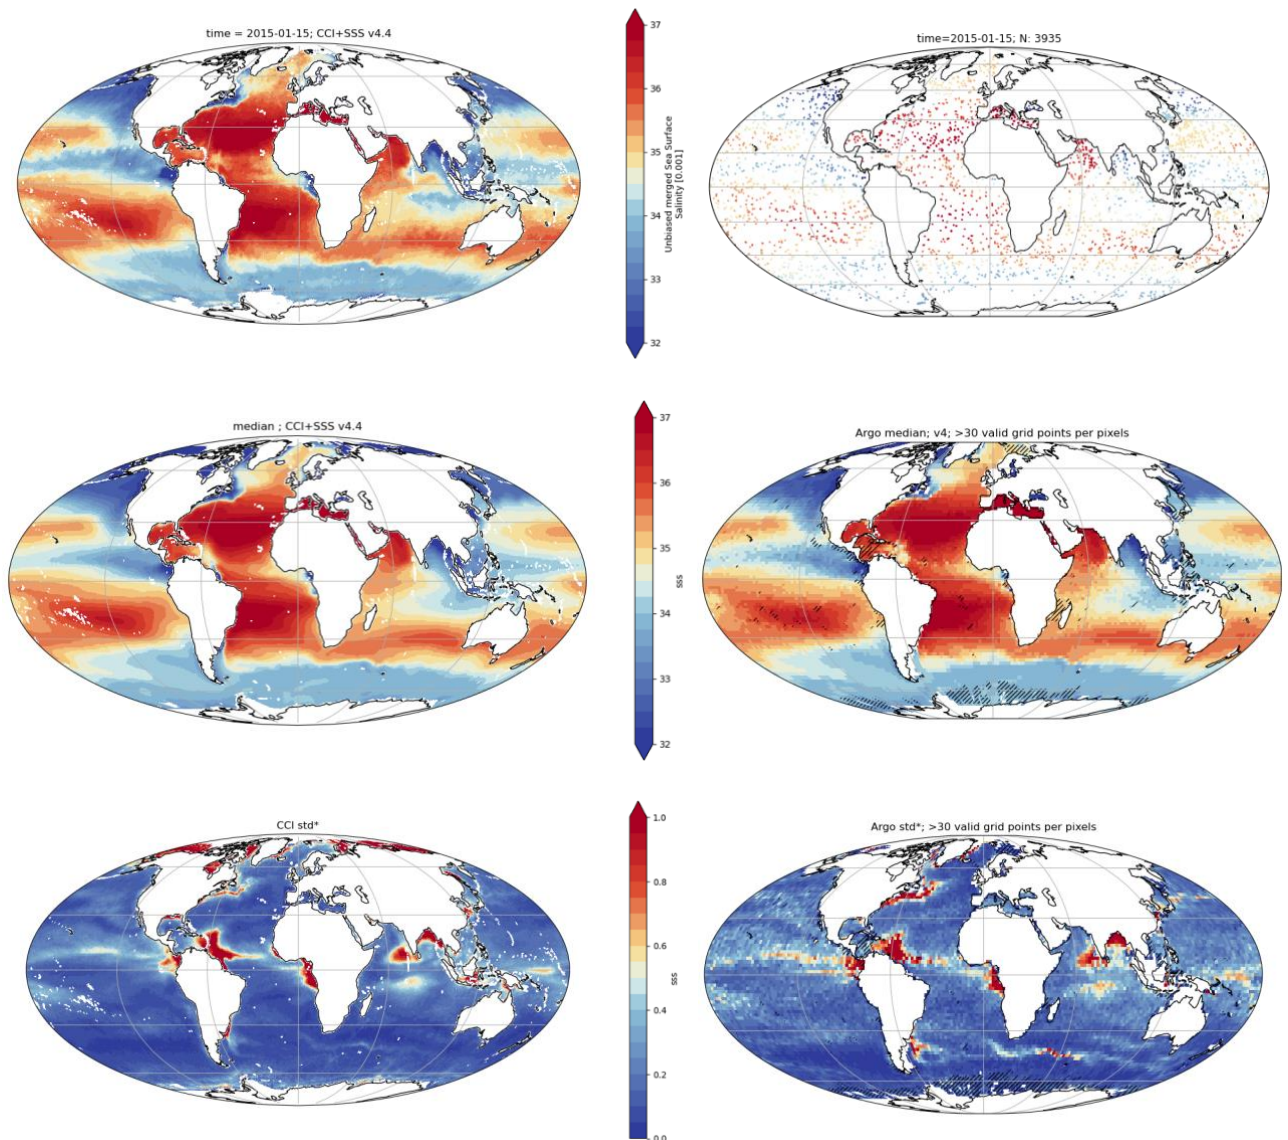 time = 2015-01-15; CCI+SSS v4.4
37
36
35
34
33
32
Unbiased merged Sea Surface
Salinity [0.001]
time=2015-01-15; N: 3935
median ; CCI+SSS v4.4
37
36
35
34
33
32
sss
Argo median; v4; >30 valid grid points per pixels
CCI std*
1.0
0.8
0.6
0.4
0.2
0.0
sss
Argo std*; >30 valid grid points per pixels